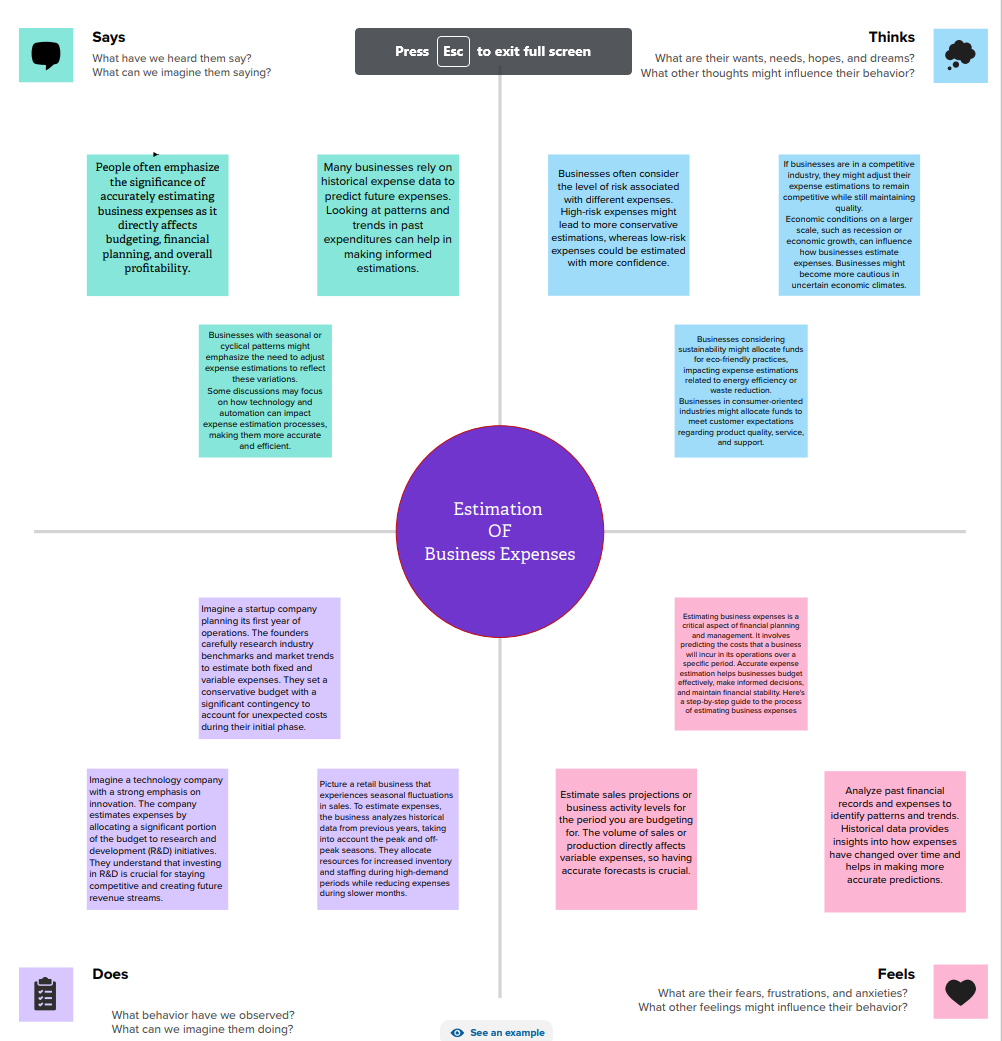 Says
What have we heard them say?
What can we imagine them saying?
Press Esc to exit full screen
Thinks
What are their wants, needs, hopes, and dreams?
What other thoughts might influence their behavior?
People often emphasize
the significance of
accurately estimating
business expenses as it
directly affects
budgeting, financial
planning, and overall
profitability.
Many businesses rely on
historical expense data to
predict future expenses.
Looking at patterns and
trends in past
expenditures can help in
making informed
estimations.
Businesses often consider
the level of risk associated
with different expenses.
High-risk expenses might
lead to more conservative
estimations, whereas low-risk
expenses could be estimated
with more confidence.
If businesses are in a competitive
industry, they might adjust their
expense estimations to remain
competitive while still maintaining
quality.
Economic conditions on a larger
scale, such as recession or
economic growth, can influence
how businesses estimate
expenses. Businesses might
become more cautious in
uncertain economic climates.
Businesses with seasonal or
cyclical patterns might
emphasize the need to adjust
expense estimations to reflect
these variations.
Some discussions may focus
on how technology and
automation can impact
expense estimation processes,
making them more accurate
and efficient.
Businesses considering
sustainability might allocate funds
for eco-friendly practices,
impacting expense estimations
related to energy efficiency or
waste reduction.
Businesses in consumer-oriented
industries might allocate funds to
meet customer expectations
regarding product quality, service,
and support.
Estimation
OF
Business Expenses
Imagine a startup company
planning its first year of
operations. The founders
carefully research industry
benchmarks and market trends
to estimate both fixed and
variable expenses. They set a
conservative budget with a
significant contingency to
account for unexpected costs
during their initial phase.
Estimating business expenses is a
critical aspect of financial planning
and management. It involves
predicting the costs that a business
will incur in its operations over a
specific period. Accurate expense
estimation helps businesses budget
effectively, make informed decisions,
and maintain financial stability. Here's
a step-by-step guide to the process
of estimating business expenses
Imagine a technology company
with a strong emphasis on
innovation. The company
estimates expenses by
allocating a significant portion
of the budget to research and
development (R&D) initiatives.
They understand that investing
in R&D is crucial for staying
competitive and creating future
revenue streams.
Picture a retail business that
experiences seasonal fluctuations
in sales. To estimate expenses,
the business analyzes historical
data from previous years, taking
into account the peak and off-
peak seasons. They allocate
resources for increased inventory
and staffing during high-demand
periods while reducing expenses
during slower months.
Estimate sales projections or
business activity levels for
the period you are budgeting
for. The volume of sales or
production directly affects
variable expenses, so having
accurate forecasts is crucial.
Analyze past financial
records and expenses to
identify patterns and trends.
Historical data provides
insights into how expenses
have changed over time and
helps in making more
accurate predictions.
Does
What behavior have we observed?
What can we imagine them doing?
Feels
What are their fears, frustrations, and anxieties?
What other feelings might influence their behavior?
See an example